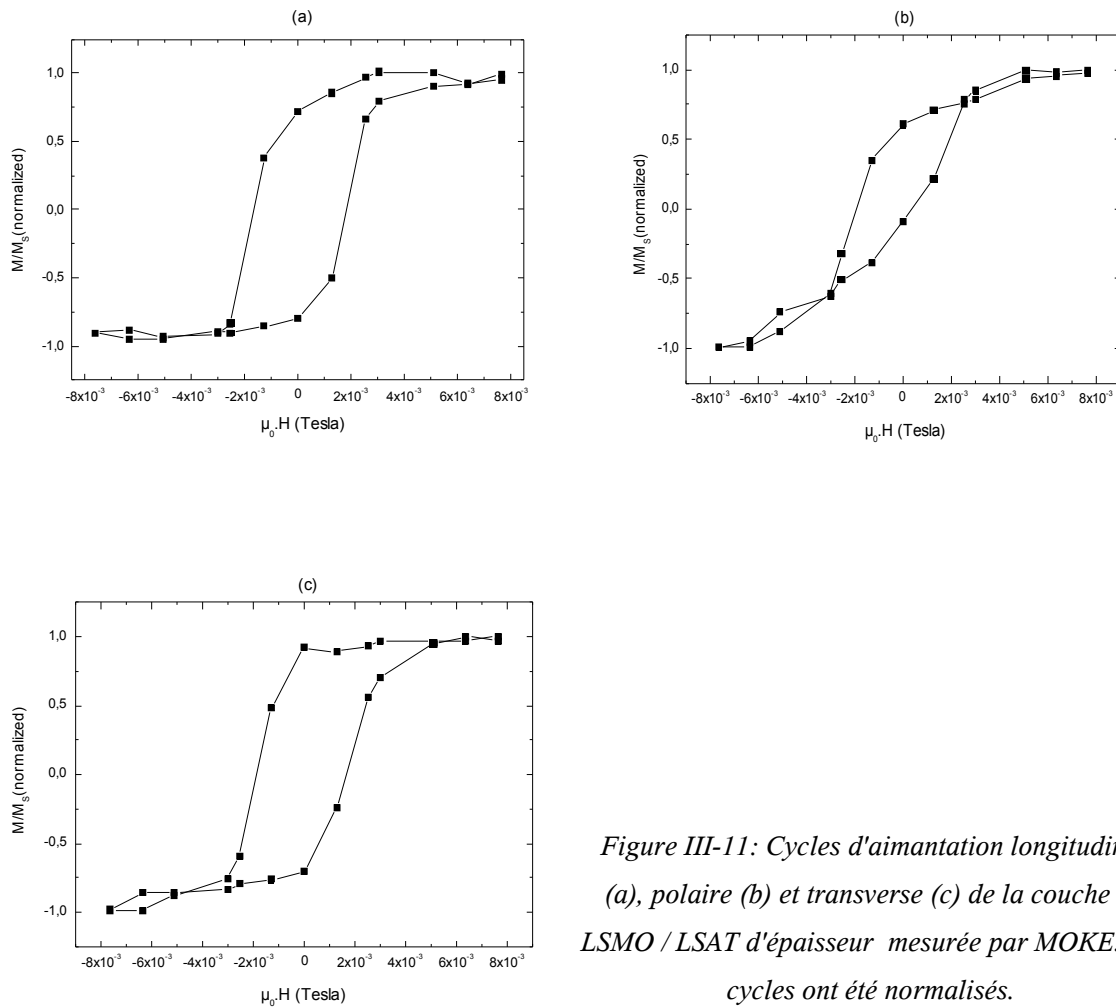 (a)
1,0
0,5
0,0
-0,5
-1,0
M/M_S(normalized)
-8x10⁻³ -6x10⁻³ -4x10⁻³ -2x10⁻³ 0 2x10⁻³ 4x10⁻³ 6x10⁻³ 8x10⁻³
µ₀.H (Tesla)
(b)
1,0
0,5
0,0
-0,5
-1,0
M/M_S(normalized)
-8x10⁻³ -6x10⁻³ -4x10⁻³ -2x10⁻³ 0 2x10⁻³ 4x10⁻³ 6x10⁻³ 8x10⁻³
µ₀.H (Tesla)
(c)
1,0
0,5
0,0
-0,5
-1,0
M/M_S(normalized)
-8x10⁻³ -6x10⁻³ -4x10⁻³ -2x10⁻³ 0 2x10⁻³ 4x10⁻³ 6x10⁻³ 8x10⁻³
µ₀.H (Tesla)
Figure III-11: Cycles d'aimantation
(a), polaire (b) et transverse (c) de la couche
LSMO / LSAT d'épaisseur mesurée par MOKE
cycles ont été normalisés.